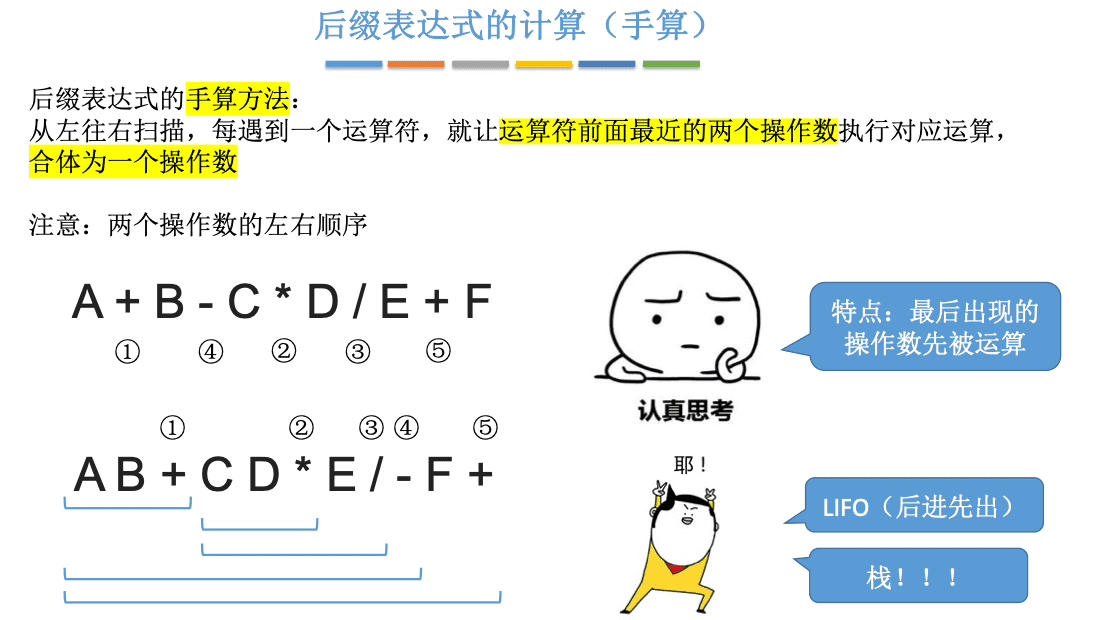 后缀表达式的计算（手算）
后缀表达式的手算方法：
从左往右扫描，每遇到一个运算符，就让运算符前面最近的两个操作数执行对应运算，
合体为一个操作数
注意：两个操作数的左右顺序
A + B - C * D / E + F
① ④ ② ③ ⑤
① ② ③ ④ ⑤
A B + C D * E / - F +
特点：最后出现的
操作数先被运算
认真思考
耶！
LIFO（后进先出）
栈！！！